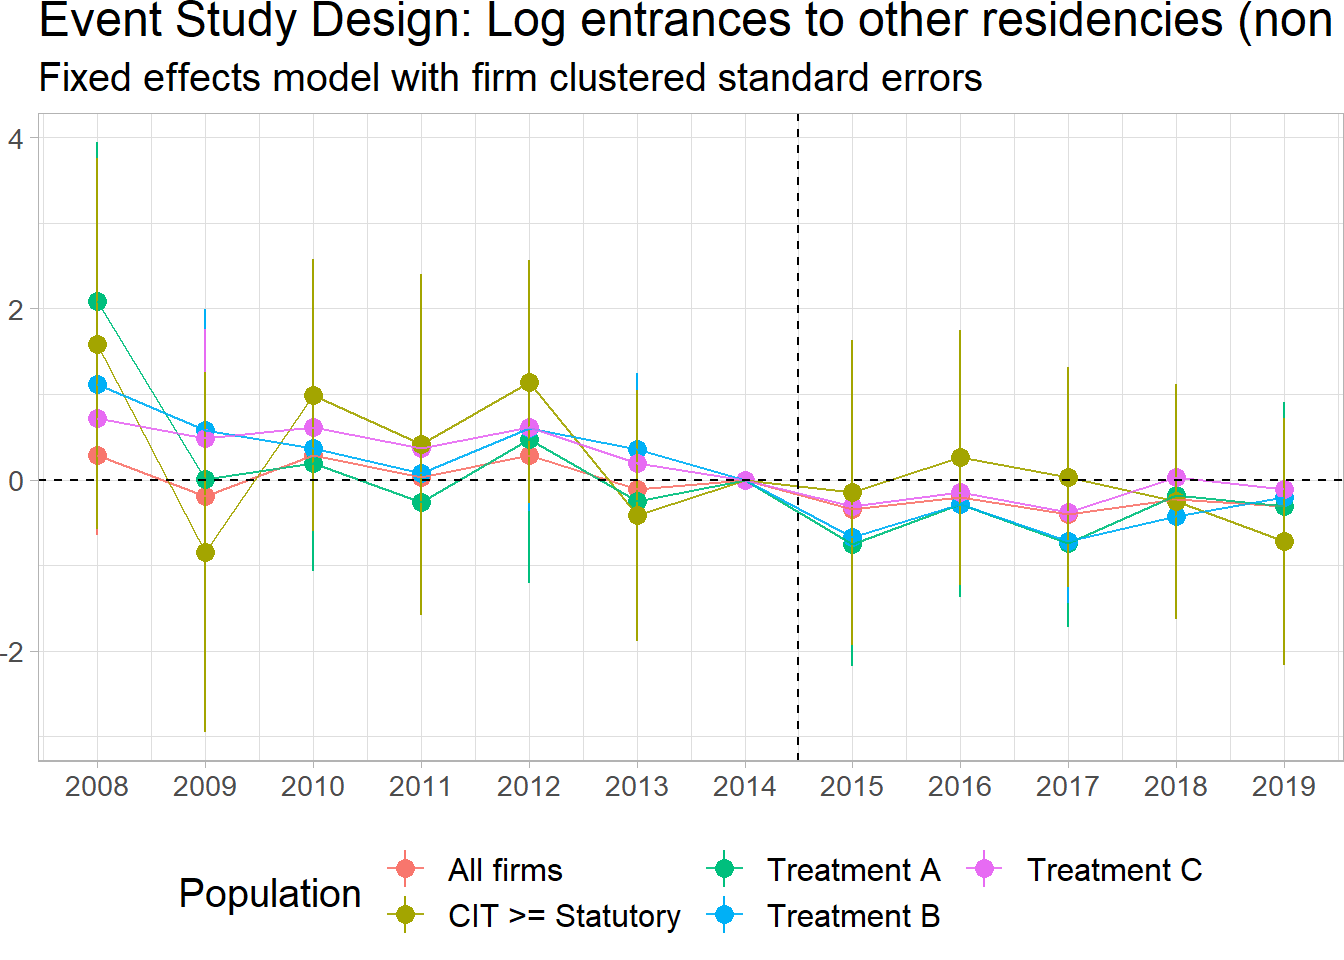 Event Study Design: Log entrances to other residencies (non
Fixed effects model with firm clustered standard errors
4
2
0
-2
2008 2009 2010 2011 2012 2013 2014 2015 2016 2017 2018 2019
Population
All firms
Treatment A
Treatment C
CIT >= Statutory
Treatment B